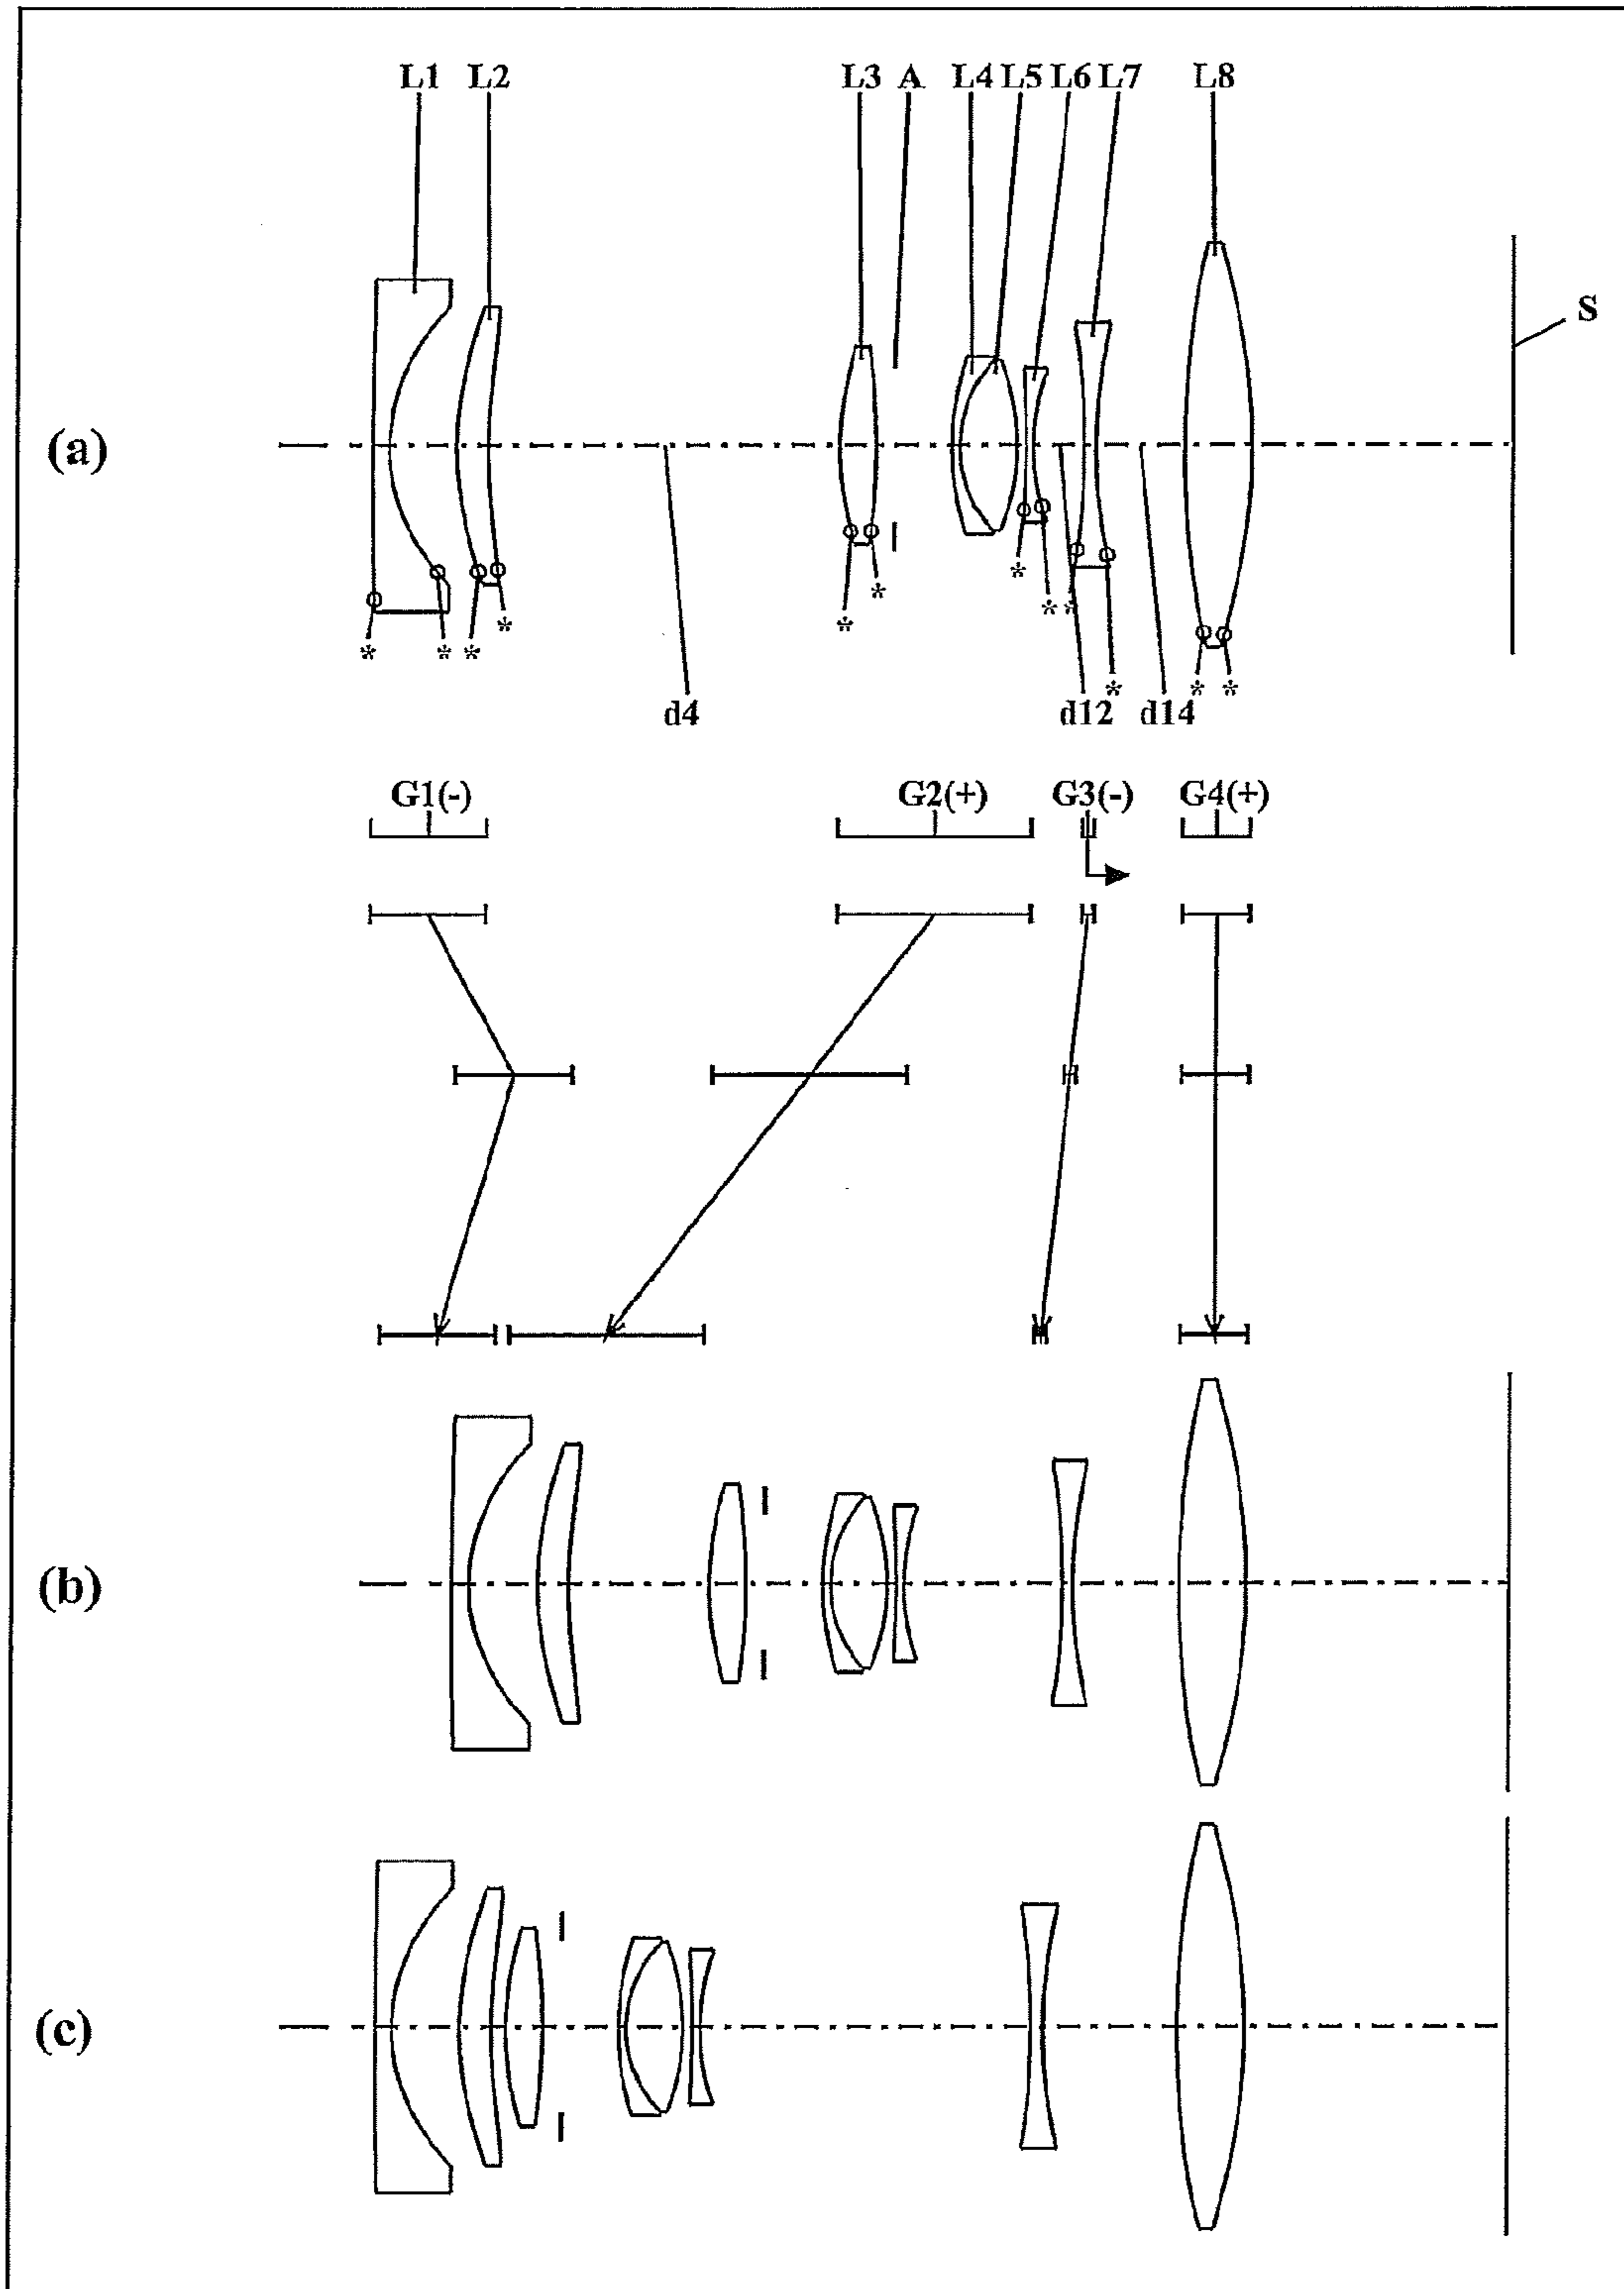 L1 L2 L3 A L4 L5 L6 L7 L8
S
(a)
* * * * * * * * * * * *
d4 d12 d14
G1(-) G2(+) G3(-) G4(+)
(b)
(c)